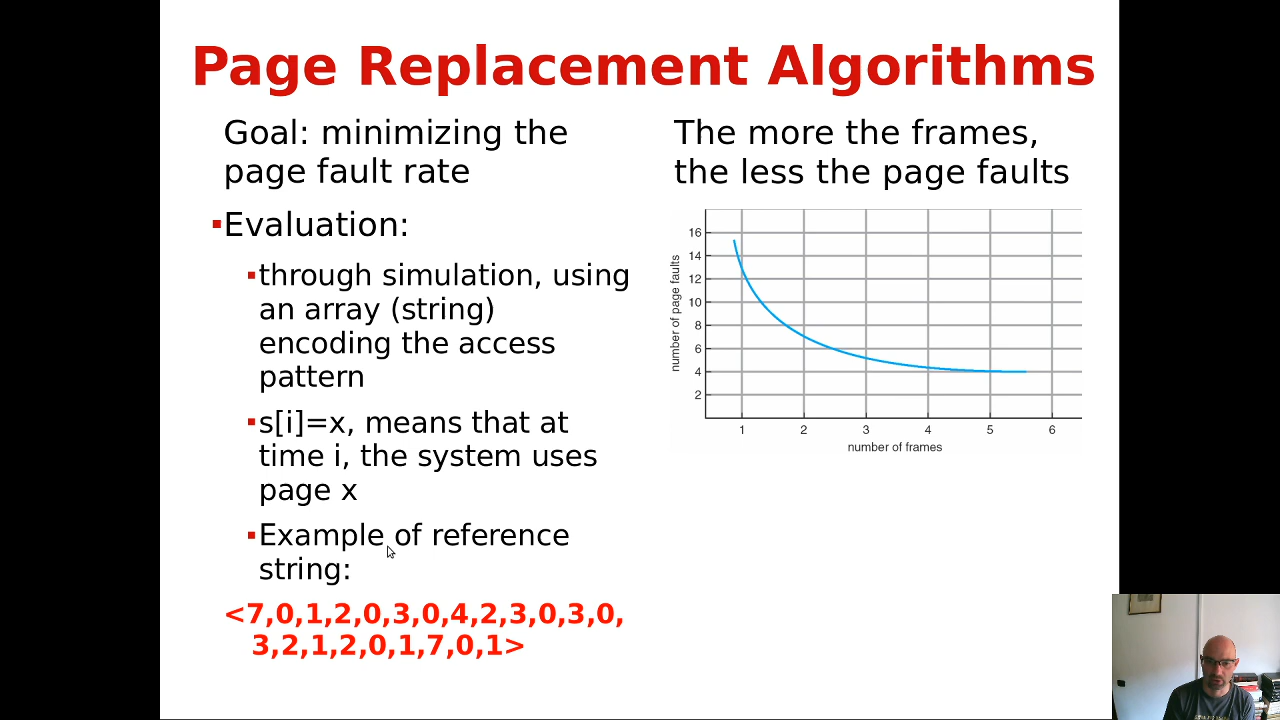 Page Replacement Algorithms
Goal: minimizing the
page fault rate
▪Evaluation:
▪through simulation, using
an array (string)
encoding the access
pattern
▪s[i]=x, means that at
time i, the system uses
page x
▪Example of reference
string:
<7,0,1,2,0,3,0,4,2,3,0,3,0,
3,2,1,2,0,1,7,0,1>
The more the frames,
the less the page faults
number of page faults
16
14
12
10
8
6
4
2
1 2 3 4 5 6
number of frames